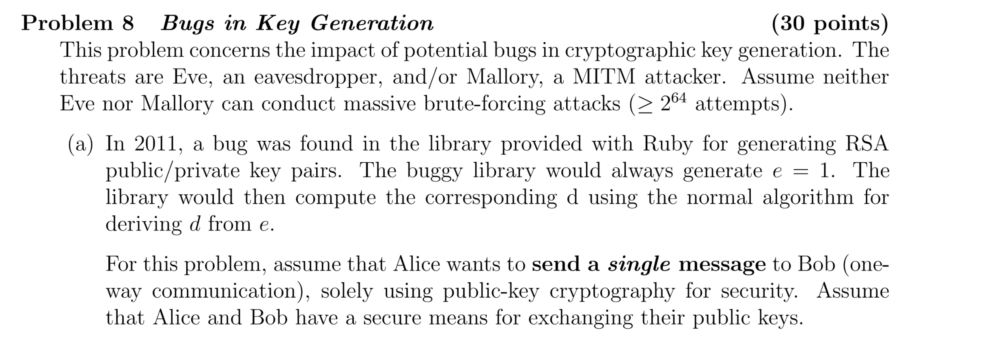 Problem 8 Bugs in Key Generation (30 points)
This problem concerns the impact of potential bugs in cryptographic key generation. The
threats are Eve, an eavesdropper, and/or Mallory, a MITM attacker. Assume neither
Eve nor Mallory can conduct massive brute-forcing attacks (≥ 2^64 attempts).
(a) In 2011, a bug was found in the library provided with Ruby for generating RSA
public/private key pairs. The buggy library would always generate e = 1. The
library would then compute the corresponding d using the normal algorithm for
deriving d from e.
For this problem, assume that Alice wants to send a single message to Bob (one-
way communication), solely using public-key cryptography for security. Assume
that Alice and Bob have a secure means for exchanging their public keys.